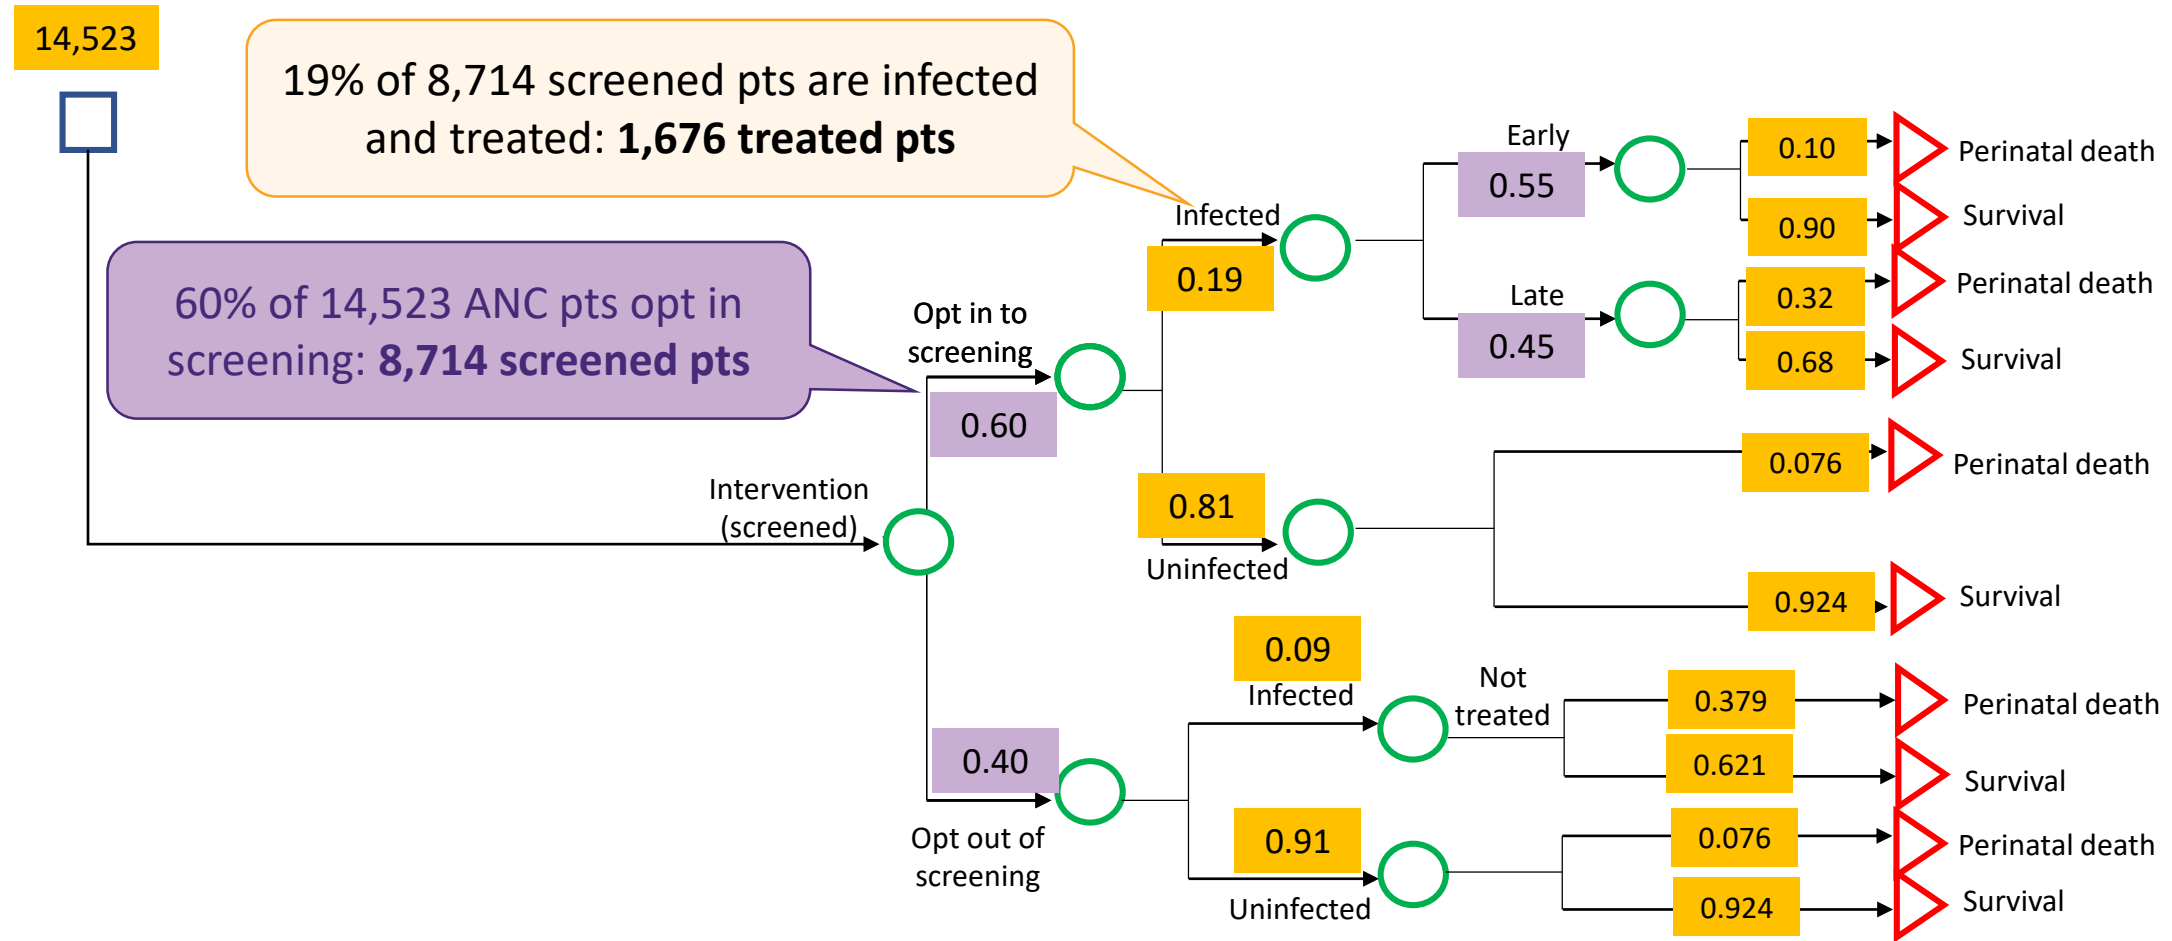 14,523
19% of 8,714 screened pts are infected
and treated: 1,676 treated pts
60% of 14,523 ANC pts opt in
screening: 8,714 screened pts
Intervention
(screened)
Opt in to
screening
0.60
0.40
Opt out of
screening
Infected
0.19
0.81
Uninfected
Early
0.55
Late
0.45
0.10
Perinatal death
0.90
Survival
0.32
Perinatal death
0.68
Survival
0.076
Perinatal death
0.924
Survival
0.09
Infected
Not
treated
0.379
Perinatal death
0.621
Survival
0.91
Uninfected
0.076
Perinatal death
0.924
Survival